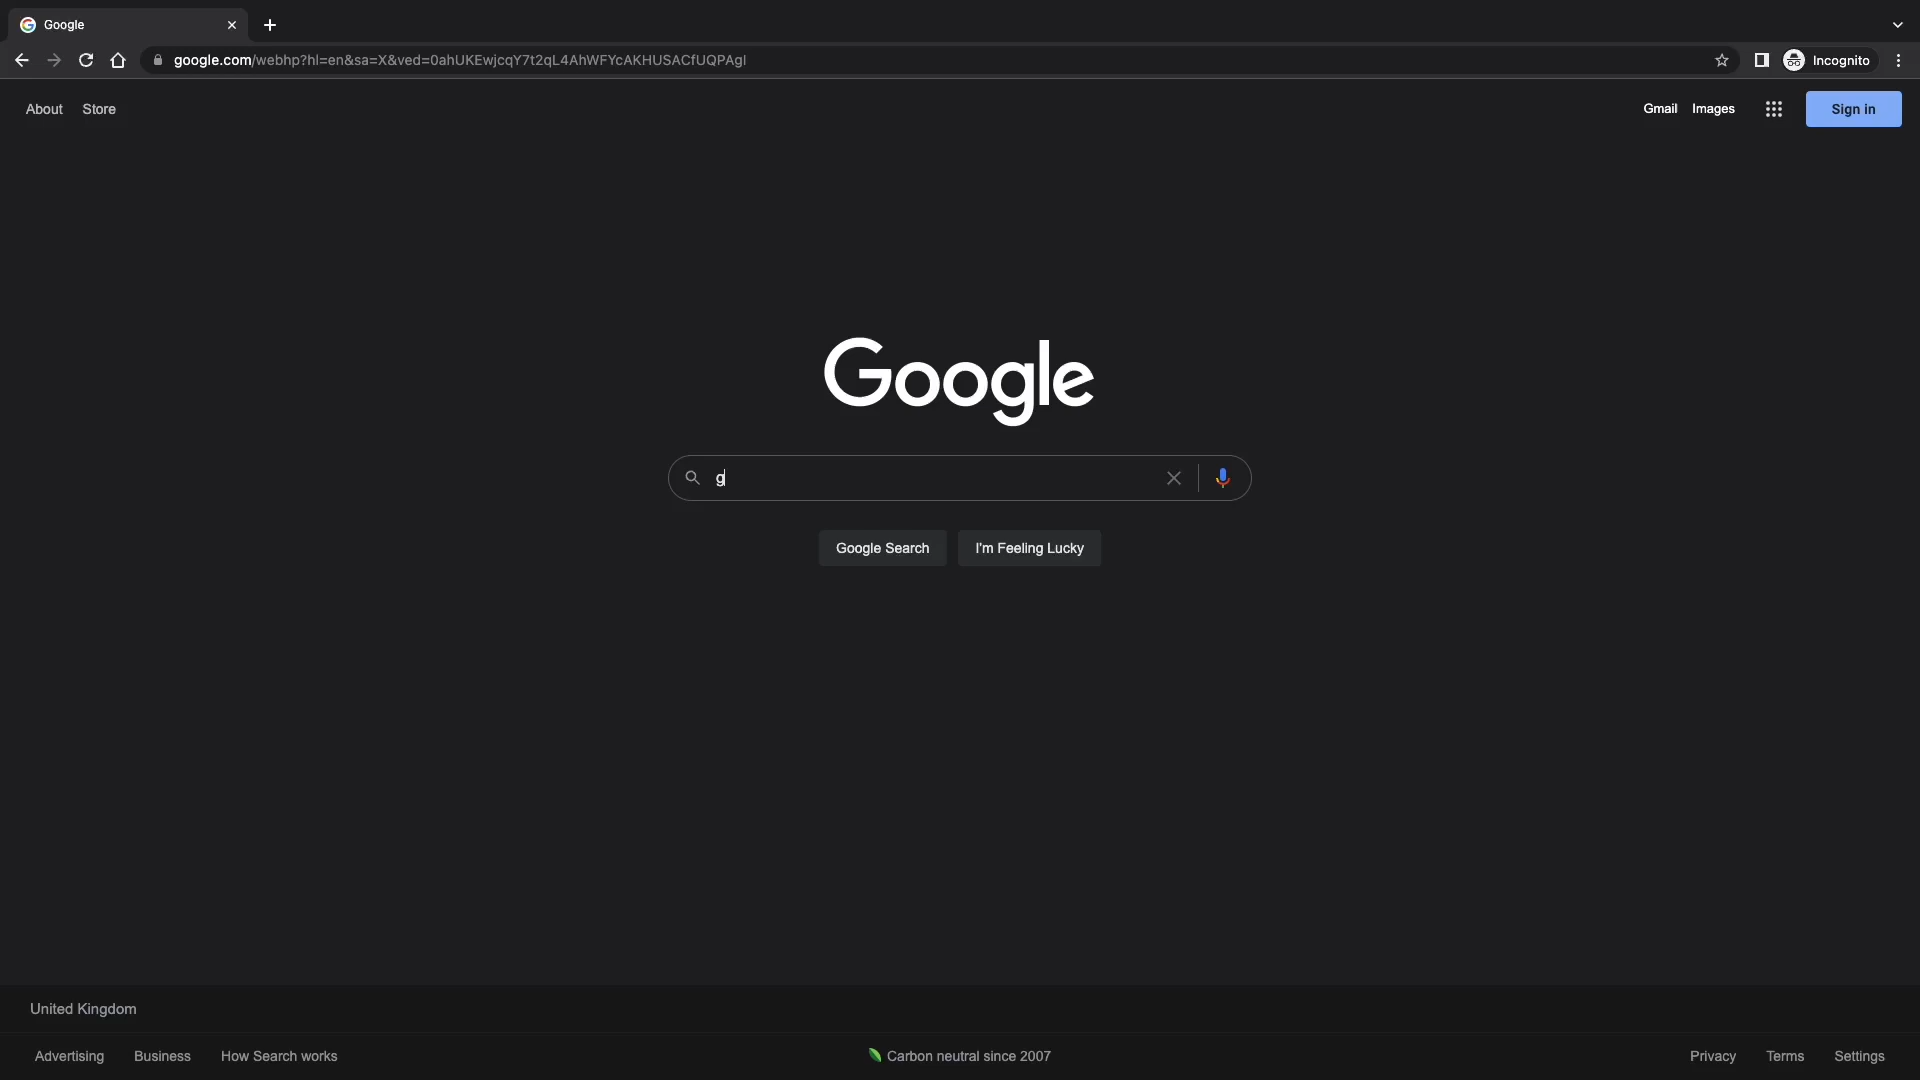 Google
google.com/webhp?hl=en&sa=X&ved=0ahUKEwjcqY7t2qL4AhWFYcAKHUSACfUQPAgI
Incognito
About Store
Gmail Images
Sign in
Google
g
Google Search
I'm Feeling Lucky
United Kingdom
Advertising Business How Search works
Carbon neutral since 2007
Privacy Terms Settings